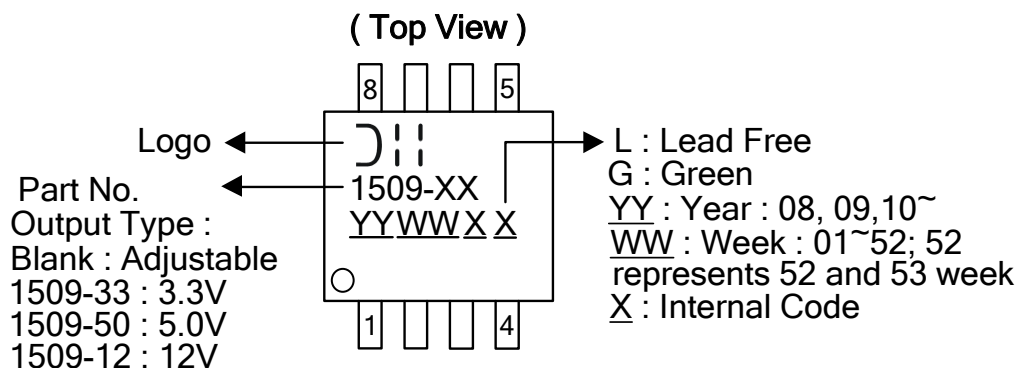 ( Top View )
8 5
Logo
1509-XX
YYWWX X
1 4
Part No.
Output Type :
Blank : Adjustable
1509-33 : 3.3V
1509-50 : 5.0V
1509-12 : 12V
L : Lead Free
G : Green
YY : Year : 08, 09,10~
WW : Week : 01~52; 52
represents 52 and 53 week
X : Internal Code